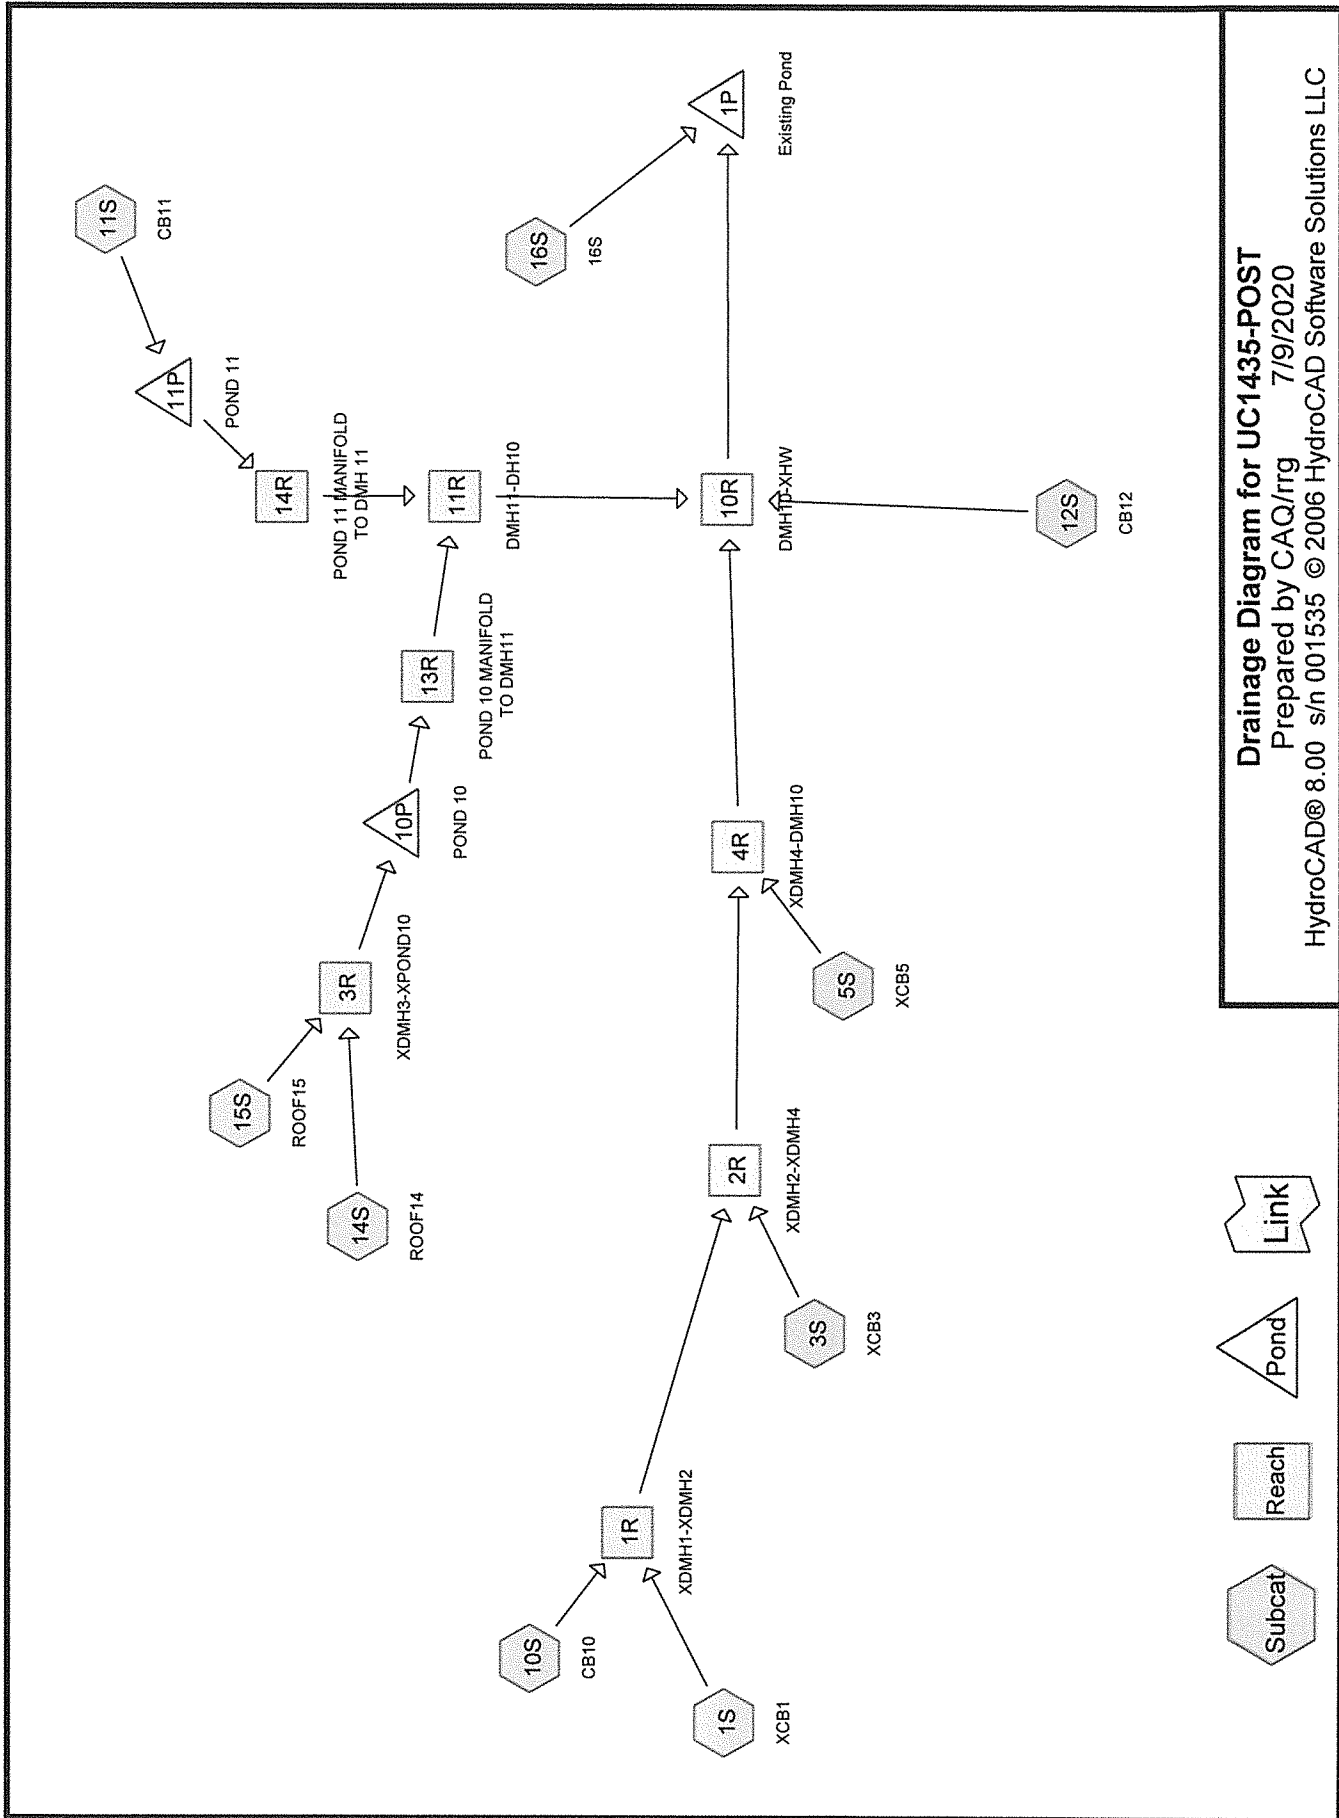 11S
CB11
11P
POND 11
14R
POND 11 MANIFOLD
TO DMH 11
15S
ROOF15
14S
ROOF14
3R
XDMH3-XPOND10
10P
POND 10
13R
POND 10 MANIFOLD
TO DMH11
11R
DMH11-DH10
16S
16S
10S
CB10
1S
XCB1
1R
XDMH1-XDMH2
3S
XCB3
2R
XDMH2-XDMH4
5S
XCB5
4R
XDMH4-DMH10
10R
DMH10-XHW
12S
CB12
1P
Existing Pond
Subcat
Reach
Pond
Link
Drainage Diagram for UC1435-POST
Prepared by CAQ/rrg 7/9/2020
HydroCAD® 8.00 s/n 001535 © 2006 HydroCAD Software Solutions LLC